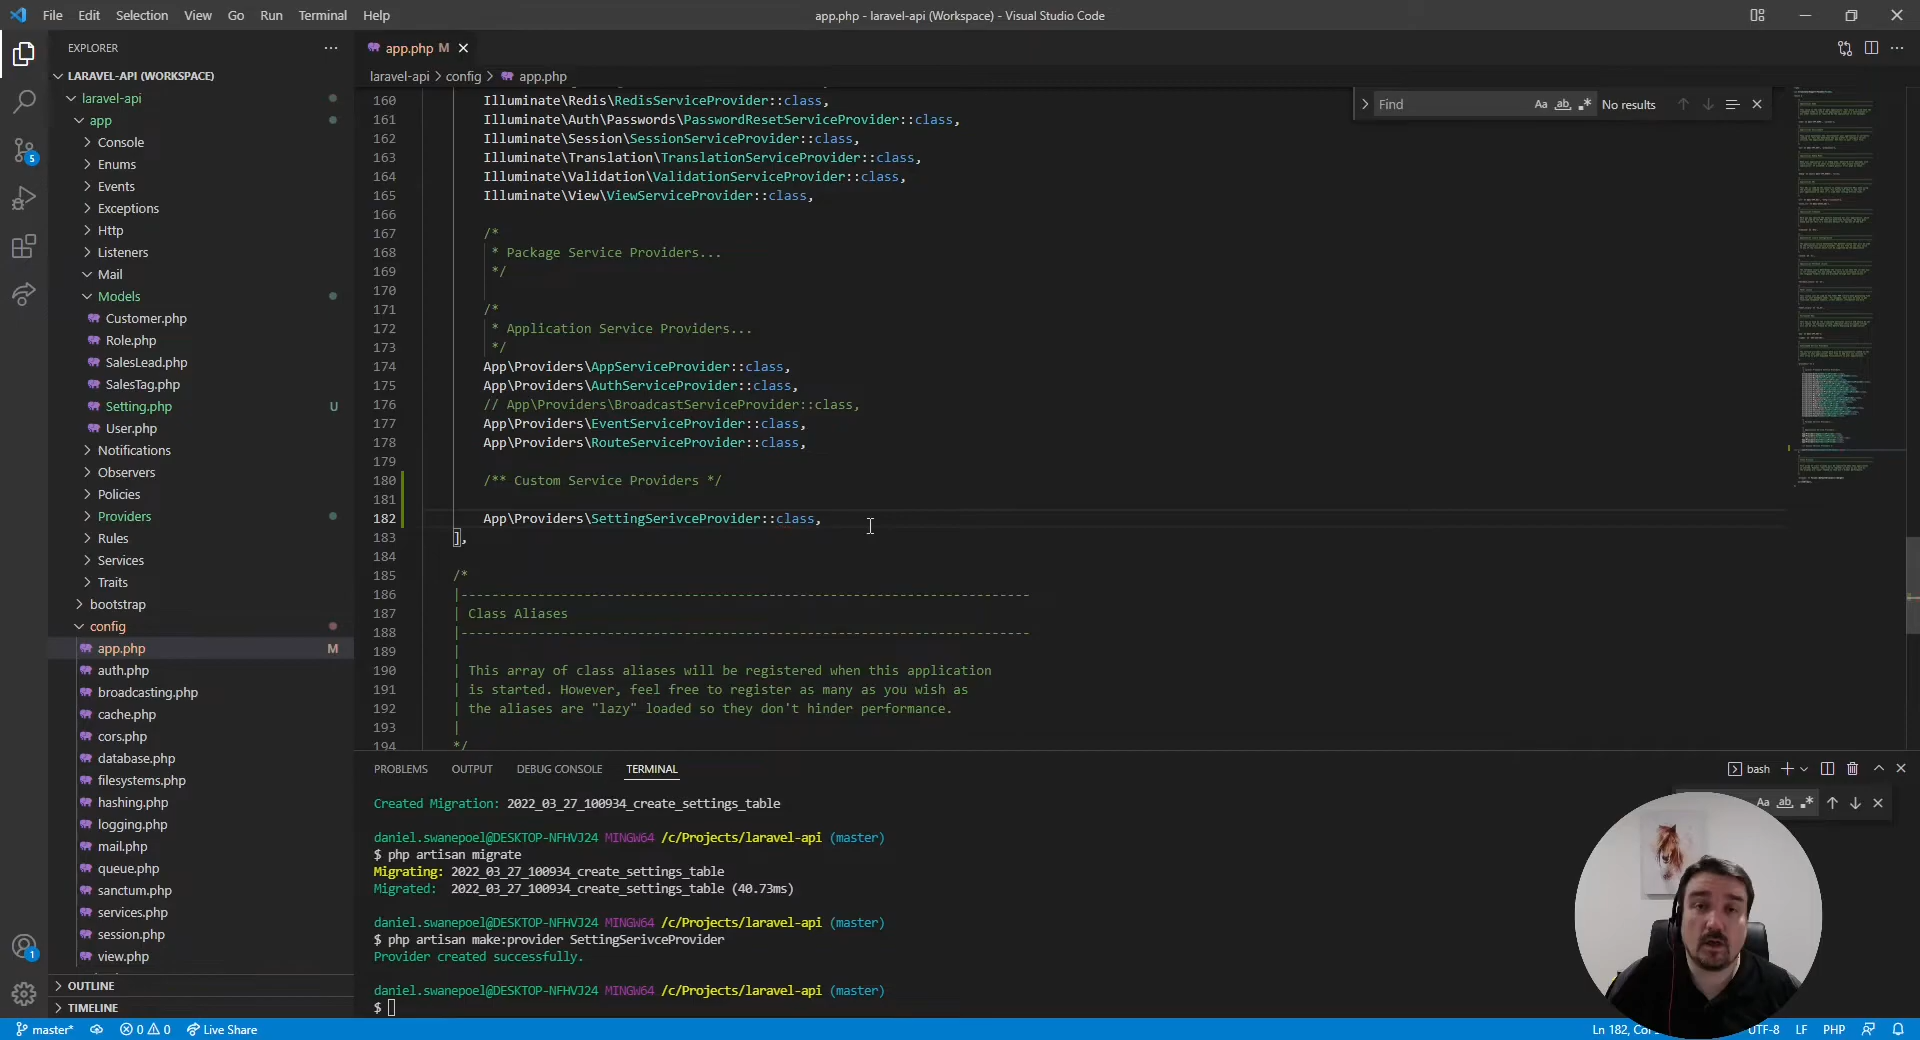 File Edit Selection View Go Run Terminal Help
app.php - laravel-api (Workspace) - Visual Studio Code
EXPLORER
LARAVEL-API (WORKSPACE)
laravel-api
app
Console
Enums
Events
Exceptions
Http
Listeners
Mail
Models
Customer.php
Role.php
SalesLead.php
SalesTag.php
Setting.php U
User.php
Notifications
Observers
Policies
Providers
Rules
Services
Traits
bootstrap
config
app.php M
auth.php
broadcasting.php
cache.php
cors.php
database.php
filesystems.php
hashing.php
logging.php
mail.php
queue.php
sanctum.php
services.php
session.php
view.php
OUTLINE
TIMELINE
5
1
app.php M
laravel-api > config > app.php
Find Aa ab No results
160 Illuminate\Redis\RedisServiceProvider::class,
161 Illuminate\Auth\Passwords\PasswordResetServiceProvider::class,
162 Illuminate\Session\SessionServiceProvider::class,
163 Illuminate\Translation\TranslationServiceProvider::class,
164 Illuminate\Validation\ValidationServiceProvider::class,
165 Illuminate\View\ViewServiceProvider::class,
166
167 /*
168 * Package Service Providers...
169 */
170
171 /*
172 * Application Service Providers...
173 */
174 App\Providers\AppServiceProvider::class,
175 App\Providers\AuthServiceProvider::class,
176 // App\Providers\BroadcastServiceProvider::class,
177 App\Providers\EventServiceProvider::class,
178 App\Providers\RouteServiceProvider::class,
179
180 /** Custom Service Providers */
181
182 App\Providers\SettingSerivceProvider::class,
183 ],
184
185 /*
186 |--------------------------------------------------------------------------
187 | Class Aliases
188 |--------------------------------------------------------------------------
189 |
190 | This array of class aliases will be registered when this application
191 | is started. However, feel free to register as many as you wish as
192 | the aliases are "lazy" loaded so they don't hinder performance.
193 |
194 */
PROBLEMS OUTPUT DEBUG CONSOLE TERMINAL
bash
Aa ab
Created Migration: 2022_03_27_100934_create_settings_table
daniel.swanepoel@DESKTOP-NFHVJ24 MINGW64 /c/Projects/laravel-api (master)
$ php artisan migrate
Migrating: 2022_03_27_100934_create_settings_table
Migrated: 2022_03_27_100934_create_settings_table (40.73ms)
daniel.swanepoel@DESKTOP-NFHVJ24 MINGW64 /c/Projects/laravel-api (master)
$ php artisan make:provider SettingSerivceProvider
Provider created successfully.
daniel.swanepoel@DESKTOP-NFHVJ24 MINGW64 /c/Projects/laravel-api (master)
$
master* 0 0 Live Share
Ln 182, UTF-8 LF PHP